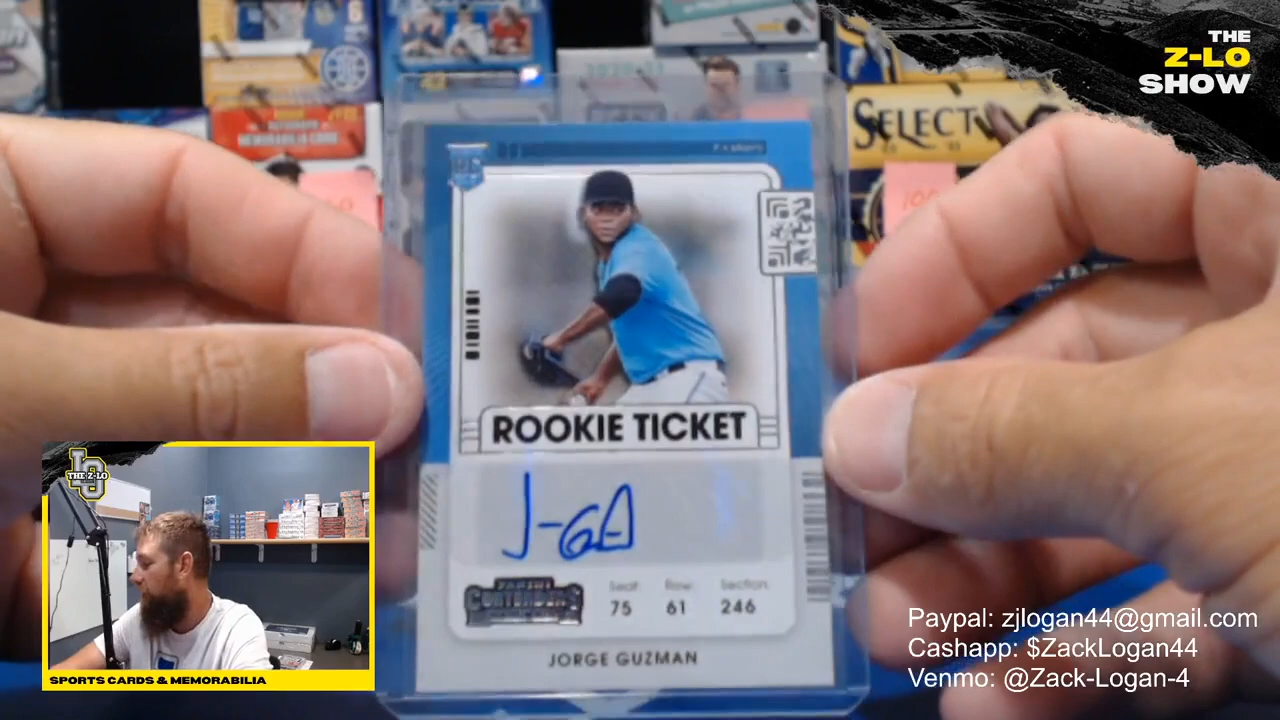 THE
Z-LO
SHOW
SELECT
ROOKIE TICKET
J-GA
PANINI
CONTENDERS
Seat: Row: Section:
75 61 246
JORGE GUZMAN
THE Z-LO
SPORTS CARDS & MEMORABILIA
Paypal: zjlogan44@gmail.com
Cashapp: $ZackLogan44
Venmo: @Zack-Logan-4